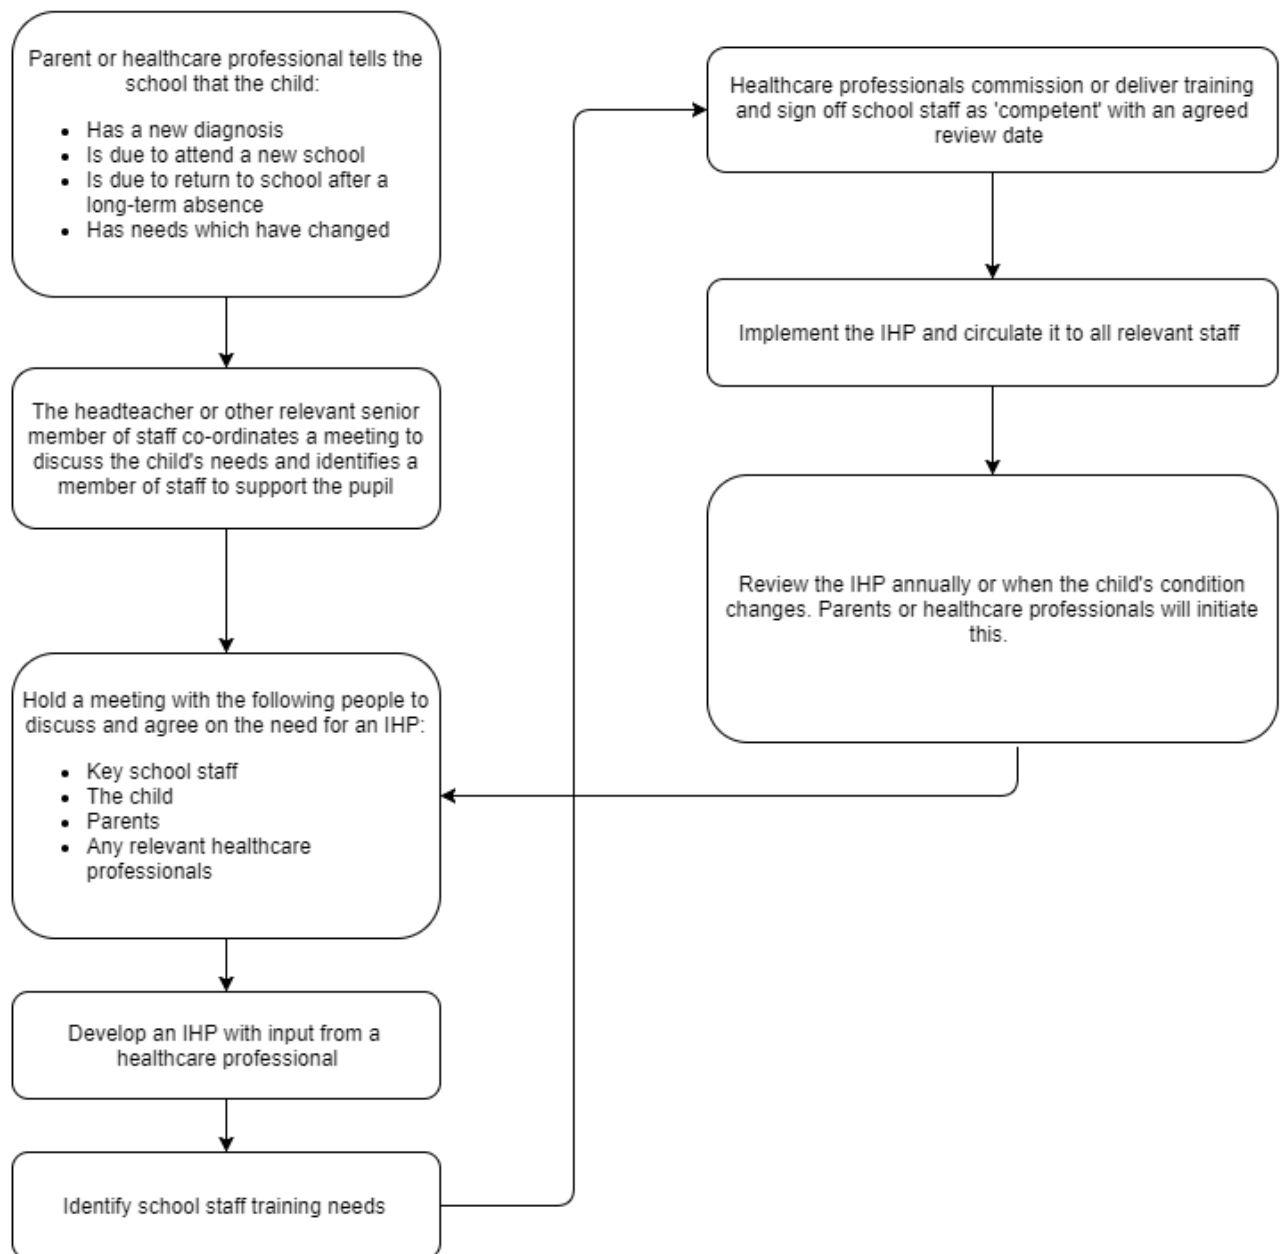 Parent or healthcare professional tells the
school that the child:
• Has a new diagnosis
• Is due to attend a new school
• Is due to return to school after a
long-term absence
• Has needs which have changed
The headteacher or other relevant senior
member of staff co-ordinates a meeting to
discuss the child's needs and identifies a
member of staff to support the pupil
Hold a meeting with the following people to
discuss and agree on the need for an IHP:
• Key school staff
• The child
• Parents
• Any relevant healthcare
professionals
Develop an IHP with input from a
healthcare professional
Identify school staff training needs
Healthcare professionals commission or deliver training
and sign off school staff as 'competent' with an agreed
review date
Implement the IHP and circulate it to all relevant staff
Review the IHP annually or when the child's condition
changes. Parents or healthcare professionals will initiate
this.